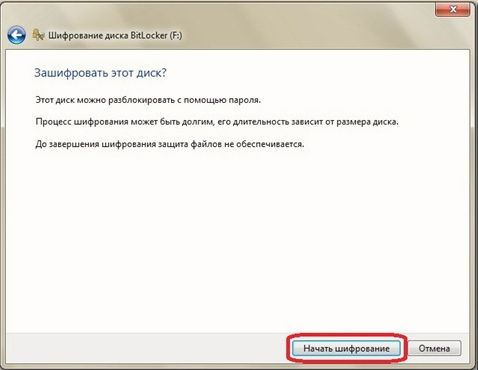 Шифрование диска BitLocker (F:)
Зашифровать этот диск?
Этот диск можно разблокировать с помощью пароля.
Процесс шифрования может быть долгим, его длительность зависит от размера диска.
До завершения шифрования защита файлов не обеспечивается.
Начать шифрование Отмена